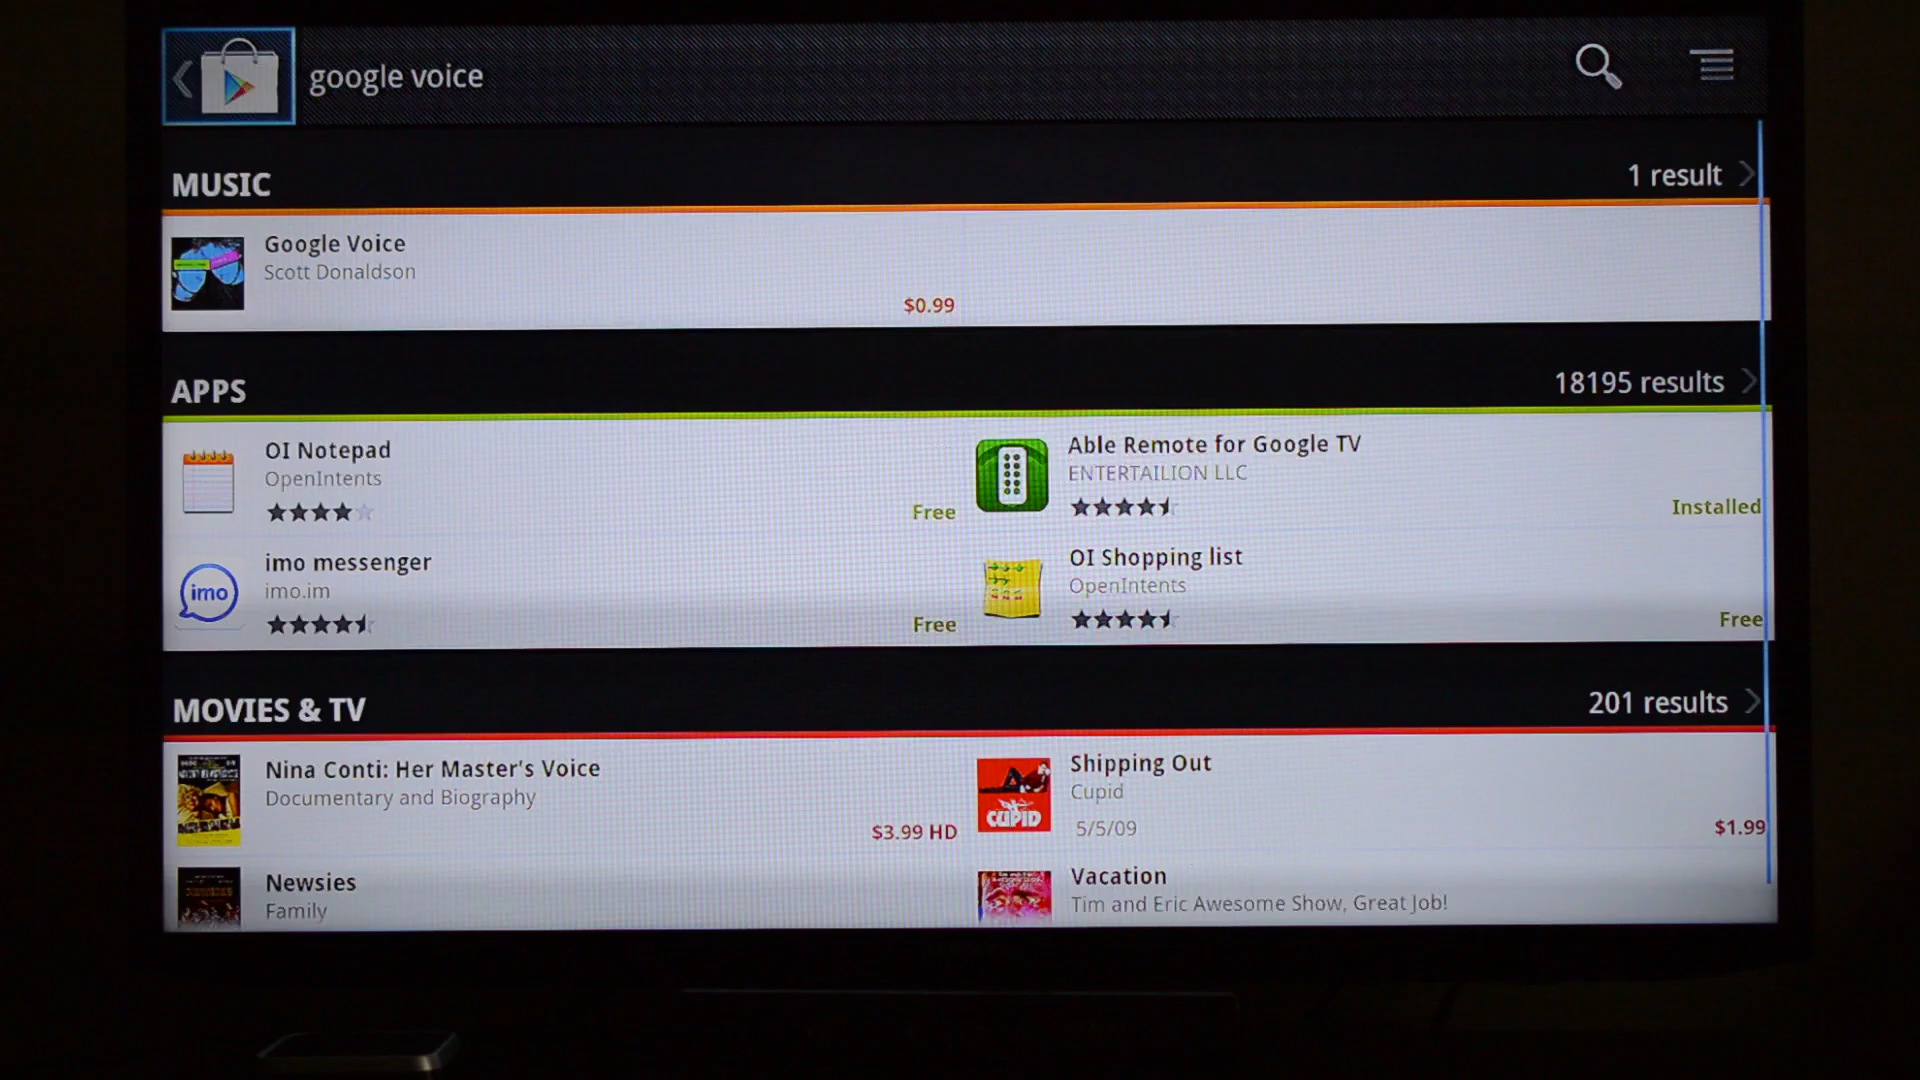 google voice
MUSIC
1 result
Google Voice
Scott Donaldson
$0.99
APPS
18195 results
OI Notepad
OpenIntents
Free
Able Remote for Google TV
ENTERTAILION LLC
Installed
imo
imo messenger
imo.im
Free
OI Shopping list
OpenIntents
Free
MOVIES & TV
201 results
Nina Conti: Her Master's Voice
Documentary and Biography
$3.99 HD
CUPID
Shipping Out
Cupid
5/5/09
$1.99
Newsies
Family
Vacation
Tim and Eric Awesome Show, Great Job!